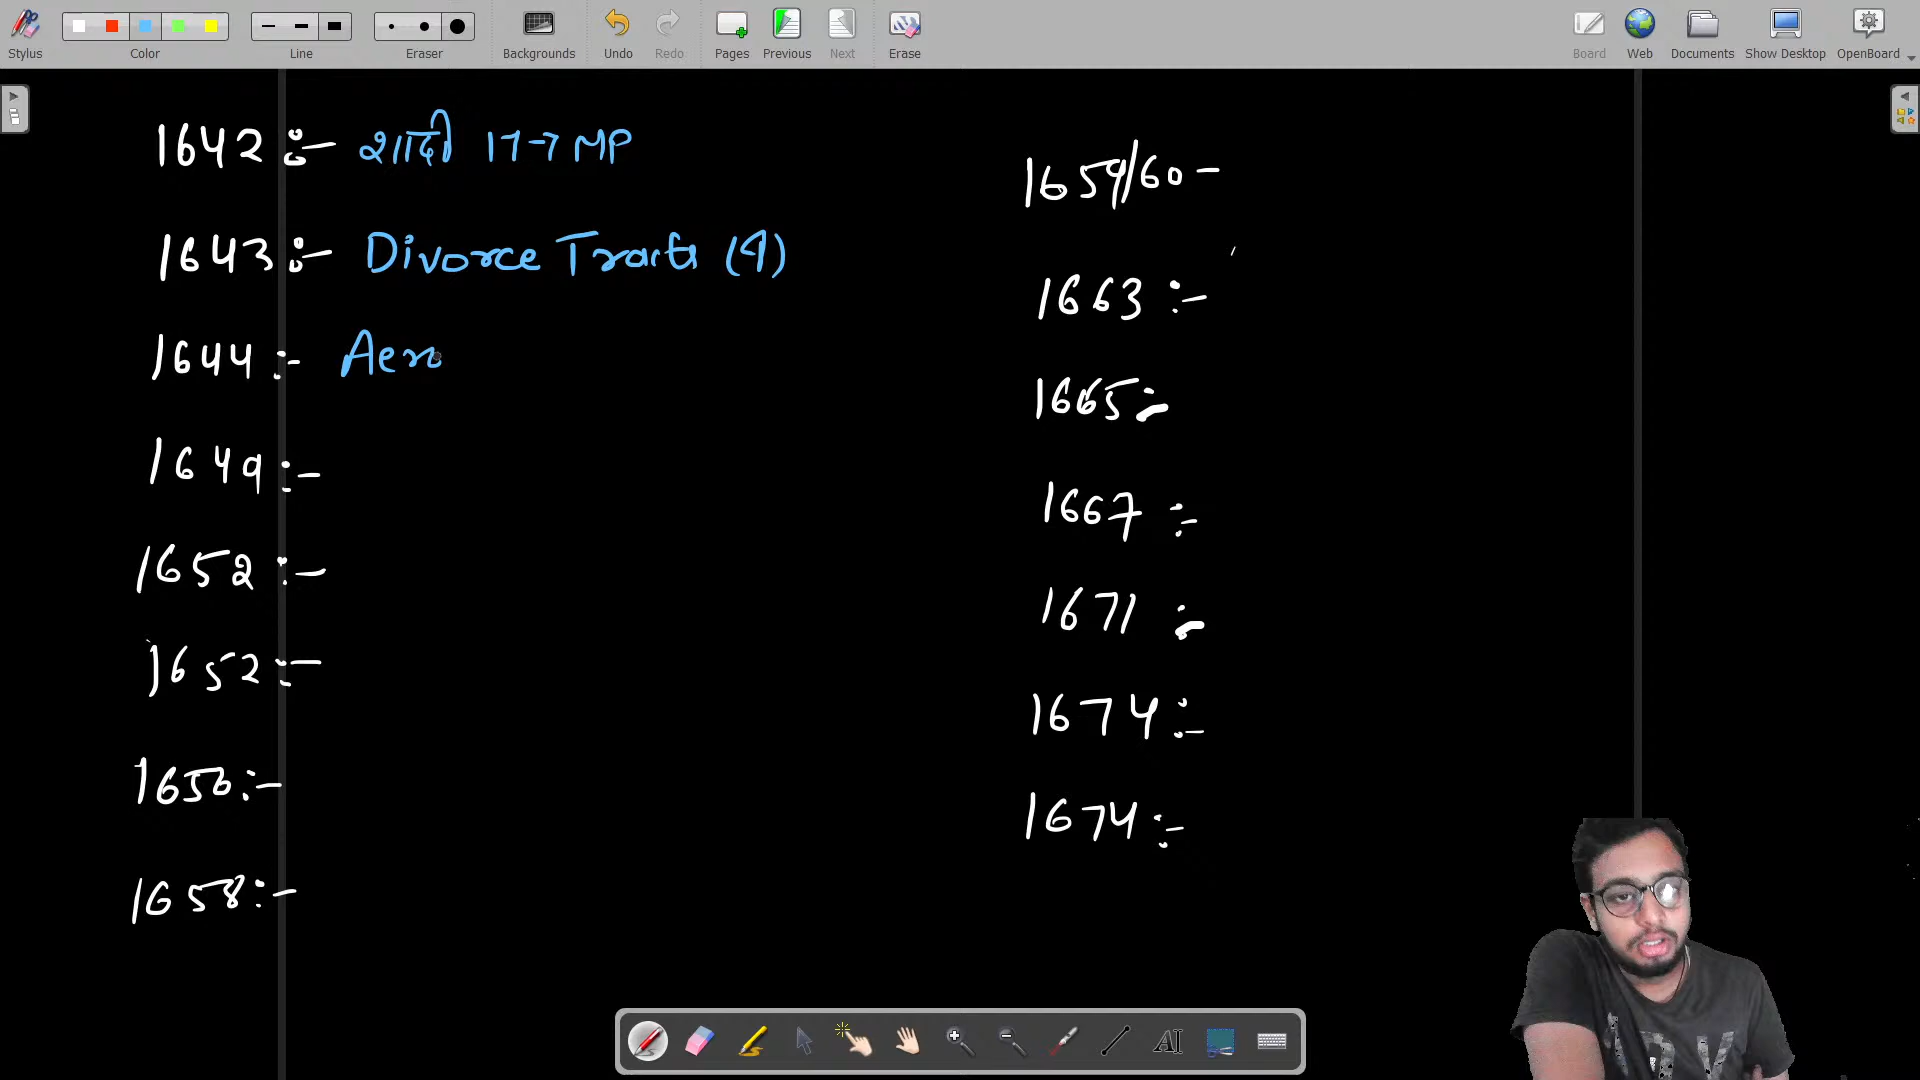 Stylus
Color
Line
Eraser
Backgrounds
Undo
Redo
Pages
Previous
Next
Erase
Board
Web
Documents
Show Desktop
OpenBoard
1642 :- शादी 17-7 MP
1643 :- Divorce Tracts (4)
1644 :- Aero
1649 :-
1652 :-
1652 :-
1656 :-
1658 :-
1659/60 -
1663 :-
1665 :-
1667 :-
1671 :-
1674 :-
1674 :-